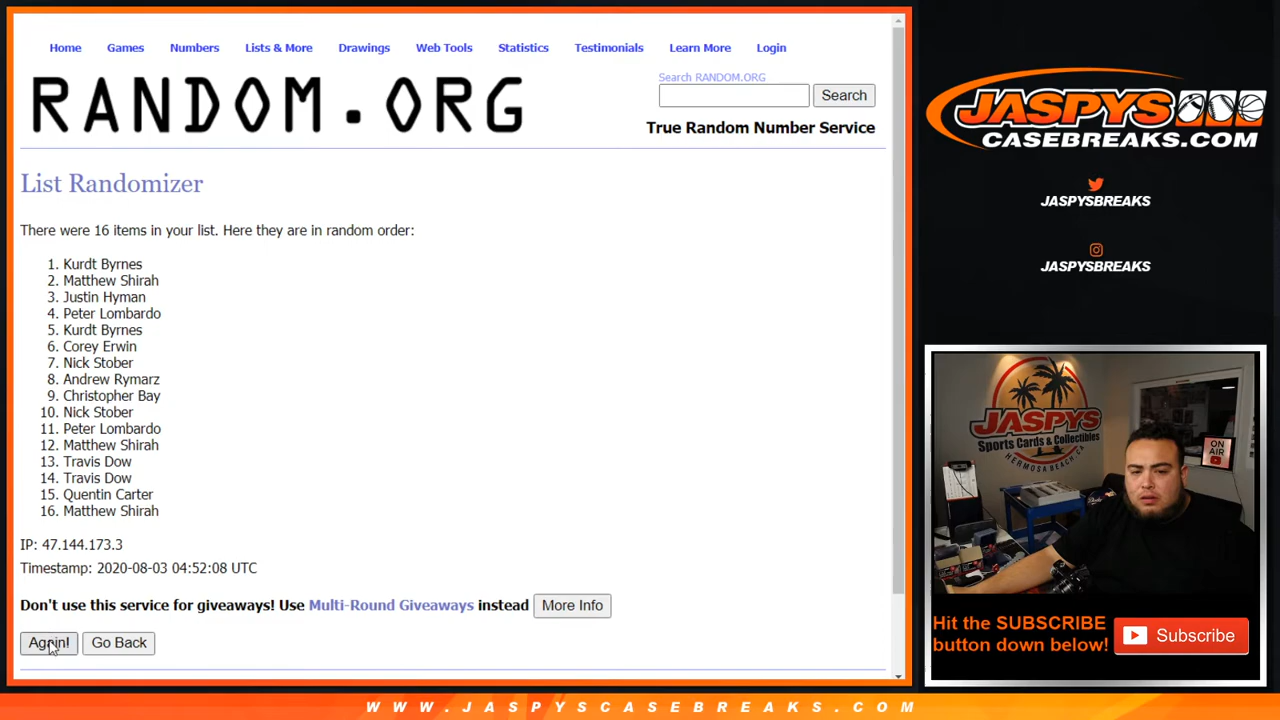 Home Games Numbers Lists & More Drawings Web Tools Statistics Testimonials Learn More Login
RANDOM.ORG
Search RANDOM.ORG
Search
True Random Number Service
List Randomizer
There were 16 items in your list. Here they are in random order:
1. Kurdt Byrnes
2. Matthew Shirah
3. Justin Hyman
4. Peter Lombardo
5. Kurdt Byrnes
6. Corey Erwin
7. Nick Stober
8. Andrew Rymarz
9. Christopher Bay
10. Nick Stober
11. Peter Lombardo
12. Matthew Shirah
13. Travis Dow
14. Travis Dow
15. Quentin Carter
16. Matthew Shirah
IP: 47.144.173.3
Timestamp: 2020-08-03 04:52:08 UTC
Don't use this service for giveaways! Use Multi-Round Giveaways instead More Info
Again! Go Back
JASPYS
CASEBREAKS.COM
JASPYSBREAKS
JASPYSBREAKS
JASPYS
Sports Cards & Collectibles
HERMOSA BEACH, CA
ON
AIR
Hit the SUBSCRIBE
button down below!
Subscribe
WWW.JASPYSCASEBREAKS.COM